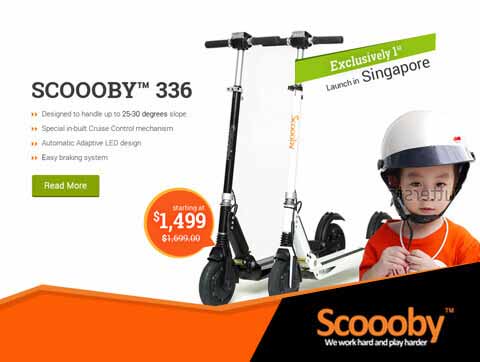 SCOOOBY™ 336
Designed to handle up to 25-30 degrees slope
Special in-built Cruise Control mechanism
Automatic Adaptive LED design
Easy braking system
Read More
starting at
$1,499
$1,699.00
Exclusively 1st
Launch in Singapore
Scoooby
Scoooby™
We work hard and play harder